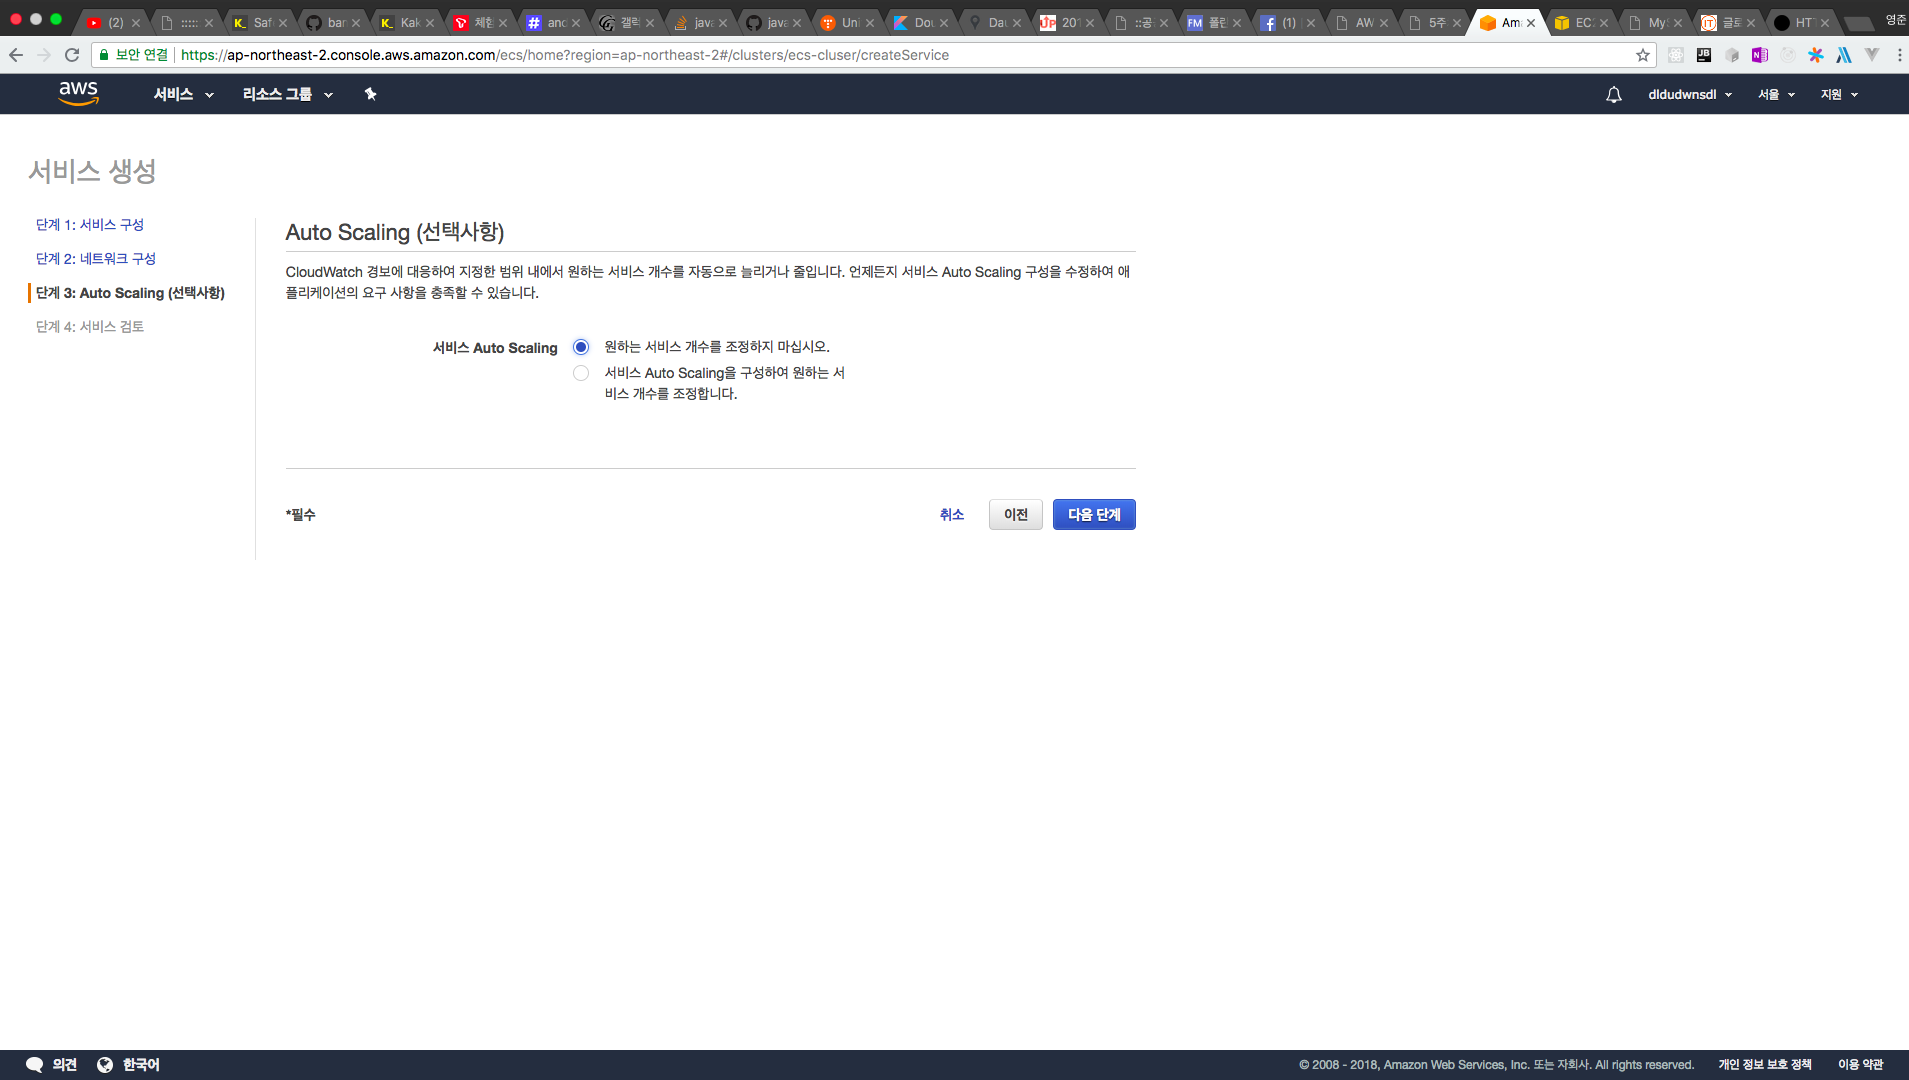 (2)
:::::
Saf
bar
Kak
체험
and
갤럭
java
java
Uni
Dou
Dau
201
::공
폴린
(1)
AW
5주
Ama
EC:
MyS
글로
HT
영준
보안 연결 https://ap-northeast-2.console.aws.amazon.com/ecs/home?region=ap-northeast-2#/clusters/ecs-cluser/createService
aws 서비스 리소스 그룹 dldudwnsdl 서울 지원
서비스 생성
단계 1: 서비스 구성
단계 2: 네트워크 구성
단계 3: Auto Scaling (선택사항)
단계 4: 서비스 검토
Auto Scaling (선택사항)
CloudWatch 경보에 대응하여 지정한 범위 내에서 원하는 서비스 개수를 자동으로 늘리거나 줄입니다. 언제든지 서비스 Auto Scaling 구성을 수정하여 애
플리케이션의 요구 사항을 충족할 수 있습니다.
서비스 Auto Scaling 원하는 서비스 개수를 조정하지 마십시오.
서비스 Auto Scaling을 구성하여 원하는 서
비스 개수를 조정합니다.
*필수 취소 이전 다음 단계
의견 한국어 © 2008 - 2018, Amazon Web Services, Inc. 또는 자회사. All rights reserved. 개인 정보 보호 정책 이용 약관